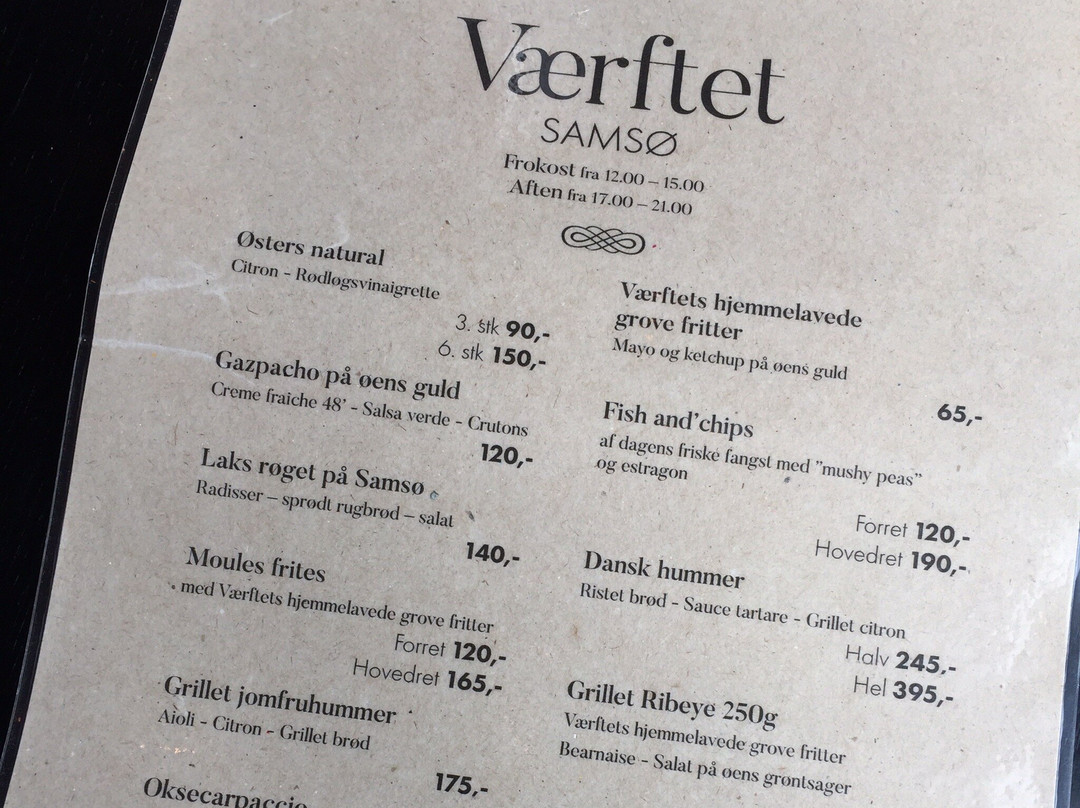 Værftet
SAMSØ
Frokost fra 12.00 – 15.00
Aften fra 17.00 – 21.00
Østers natural
Citron - Rødløgsvinaigrette
3. stk 90,-
6. stk 150,-
Gazpacho på øens guld
Creme fraiche 48' - Salsa verde - Crutons
120,-
Laks røget på Samsø
Radisser – sprødt rugbrød – salat
140,-
Moules frites
med Værftets hjemmelavede grove fritter
Forret 120,-
Hovedret 165,-
Grillet jomfruhummer
Aioli - Citron - Grillet brød
175,-
Oksecarpaccio
Værftets hjemmelavede
grove fritter
Mayo og ketchup på øens guld
65,-
Fish and'chips
af dagens friske fangst med "mushy peas"
og estragon
Forret 120,-
Hovedret 190,-
Dansk hummer
Ristet brød - Sauce tartare - Grillet citron
Halv 245,-
Hel 395,-
Grillet Ribeye 250g
Værftets hjemmelavede grove fritter
Bearnaise - Salat på øens grøntsager